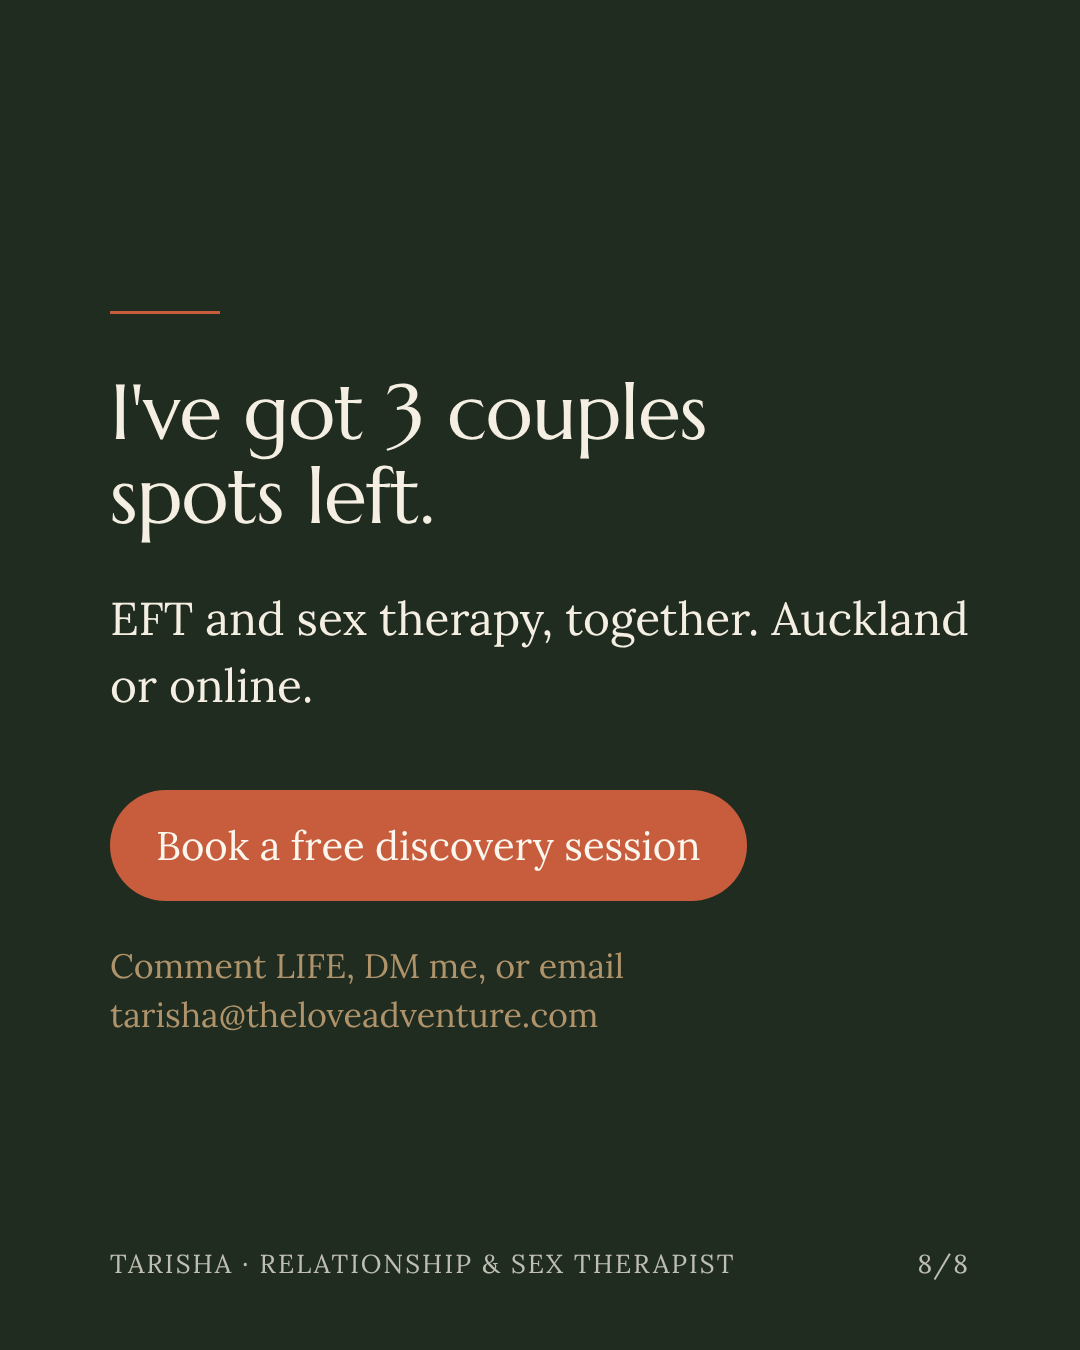 I've got 3 couples
spots left.
EFT and sex therapy, together. Auckland
or online.
Book a free discovery session
Comment LIFE, DM me, or email
tarisha@theloveadventure.com
TARISHA · RELATIONSHIP & SEX THERAPIST 8/8